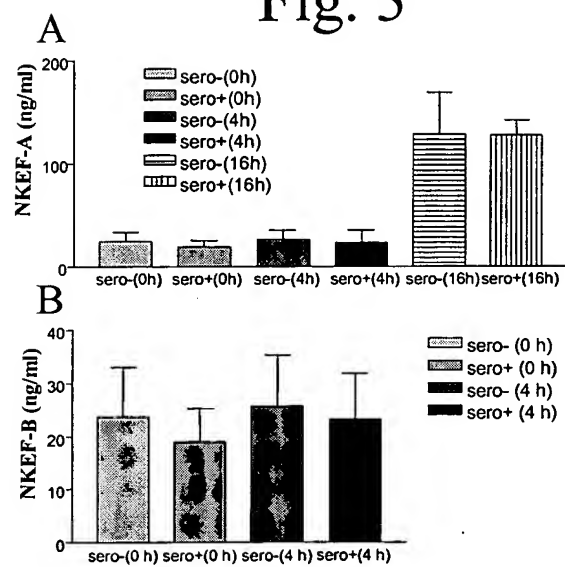 Fig. 5
A
NKEF-A (ng/ml)
200
100
0
sero-(0h)
sero+(0h)
sero-(4h)
sero+(4h)
sero-(16h)
sero+(16h)
sero-(0h) sero+(0h) sero-(4h) sero+(4h) sero-(16h) sero+(16h)
B
NKEF-B (ng/ml)
40
30
20
10
0
sero- (0 h)
sero+ (0 h)
sero- (4 h)
sero+ (4 h)
sero-(0 h) sero+(0 h) sero-(4 h) sero+(4 h)